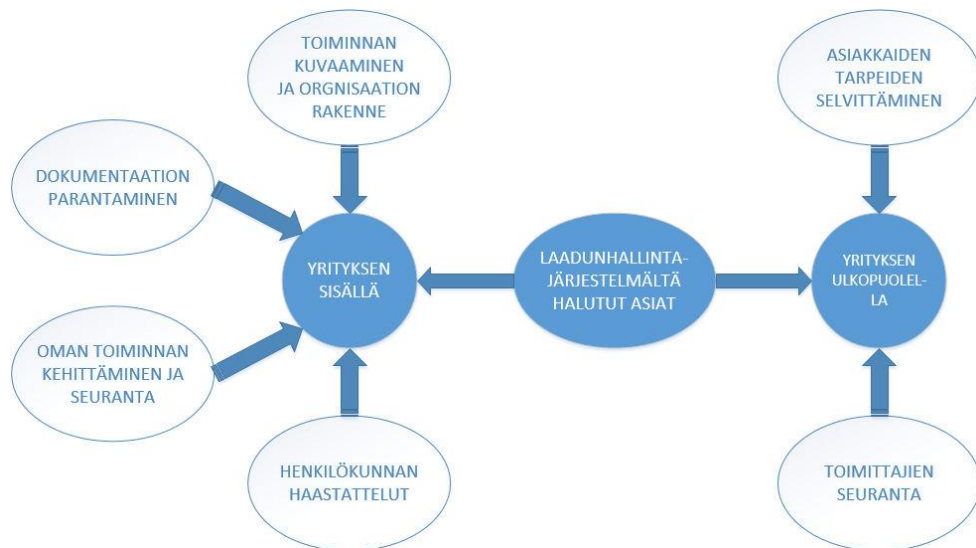 TOIMINNAN
KUVAAMINEN
JA ORGNISAATION
RAKENNE
ASIAKKAIDEN
TARPEIDEN
SELVITTÄMINEN
DOKUMENTAATION
PARANTAMINEN
YRITYKSEN
SISÄLLÄ
LAADUNHALLINTA-
JÄRJESTELMÄLTÄ
HALUTUT ASIAT
YRITYKSEN
ULKOPUOLEL-
LA
OMAN TOIMINNAN
KEHITTÄMINEN JA
SEURANTA
HENKILÖKUNNAN
HAASTATTELUT
TOIMITTAJIEN
SEURANTA